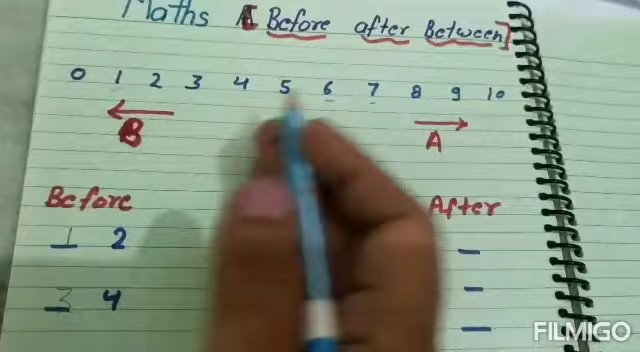 Maths [Before after Between]
0 1 2 3 4 5 6 7 8 9 10
B A
Before After
1 2
3 4
FILMIGO